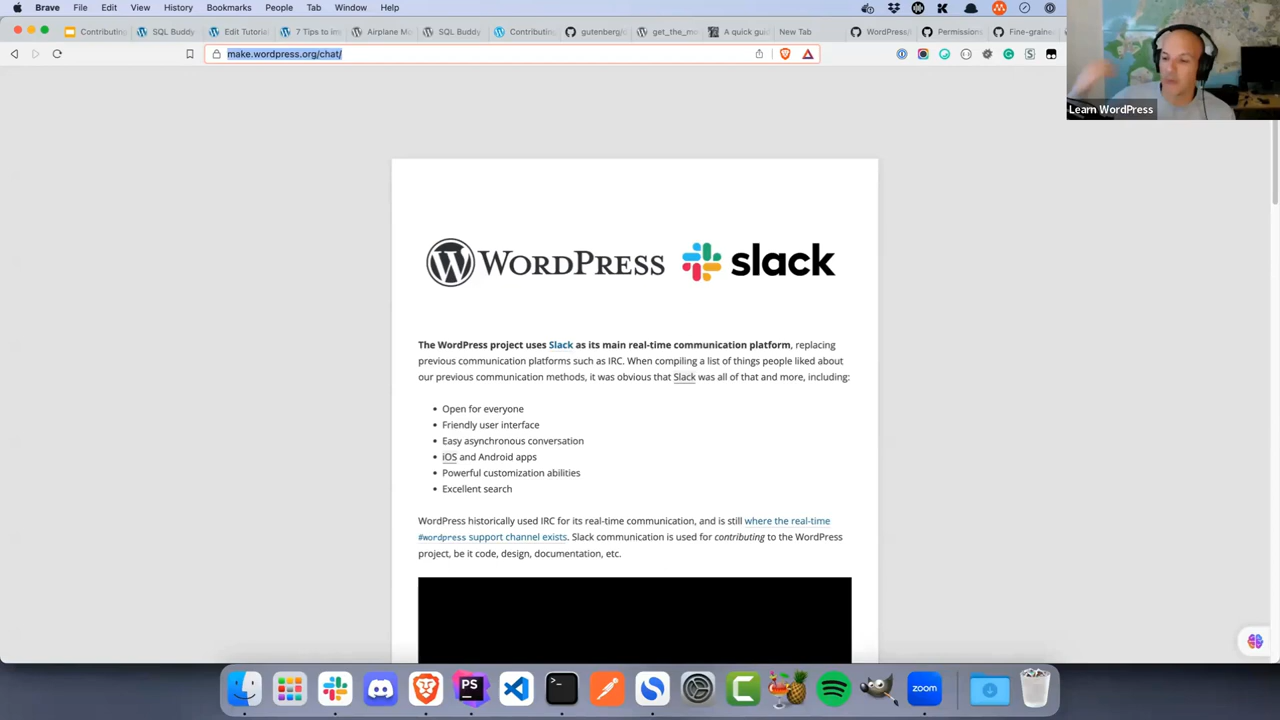 Brave File Edit View History Bookmarks People Tab Window Help
Contributing SQL Buddy Edit Tutoria 7 Tips to im Airplane Mo SQL Buddy Contributing gutenberg/c get_the_me A quick guid New Tab WordPress/ Permissions Fine-graine
make.wordpress.org/chat/
Learn WordPress
WORDPRESS slack
The WordPress project uses Slack as its main real-time communication platform, replacing
previous communication platforms such as IRC. When compiling a list of things people liked about
our previous communication methods, it was obvious that Slack was all of that and more, including:
• Open for everyone
• Friendly user interface
• Easy asynchronous conversation
• iOS and Android apps
• Powerful customization abilities
• Excellent search
WordPress historically used IRC for its real-time communication, and is still where the real-time
#wordpress support channel exists. Slack communication is used for contributing to the WordPress
project, be it code, design, documentation, etc.
PS
zoom